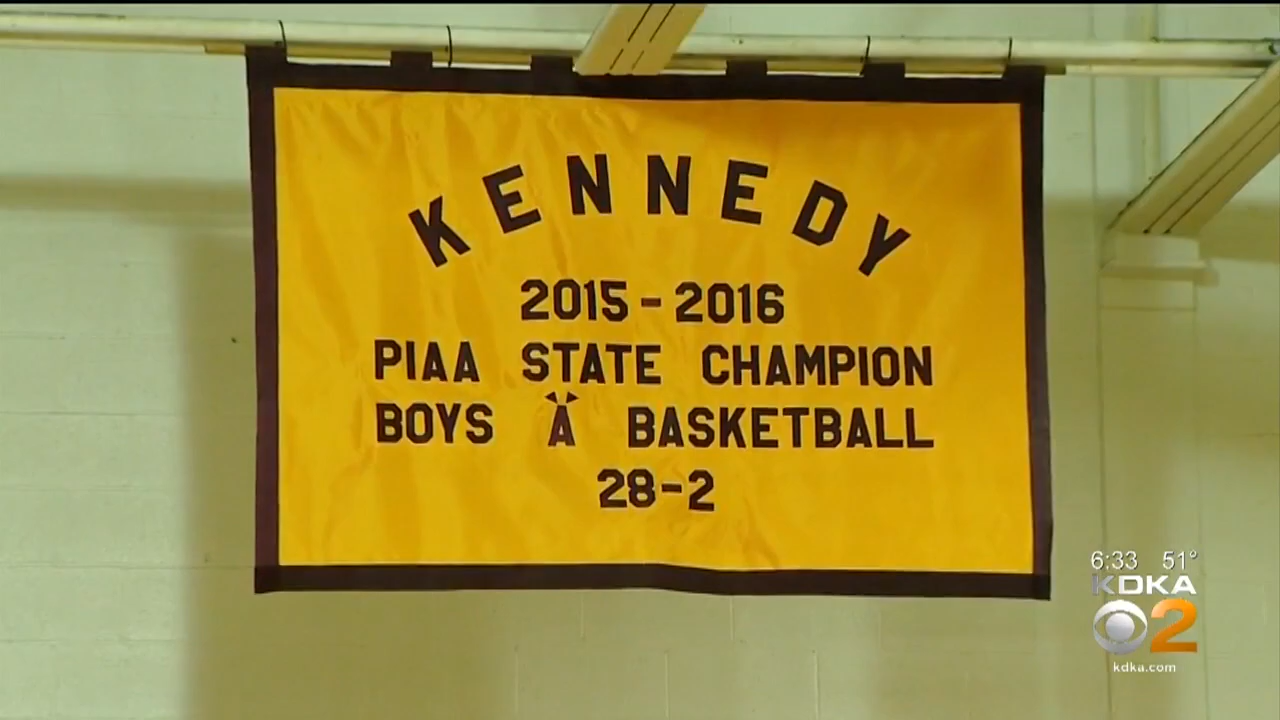 KENNEDY
2015-2016
PIAA STATE CHAMPION
BOYS "A" BASKETBALL
28-2
6:33 51°
KDKA
2
kdka.com